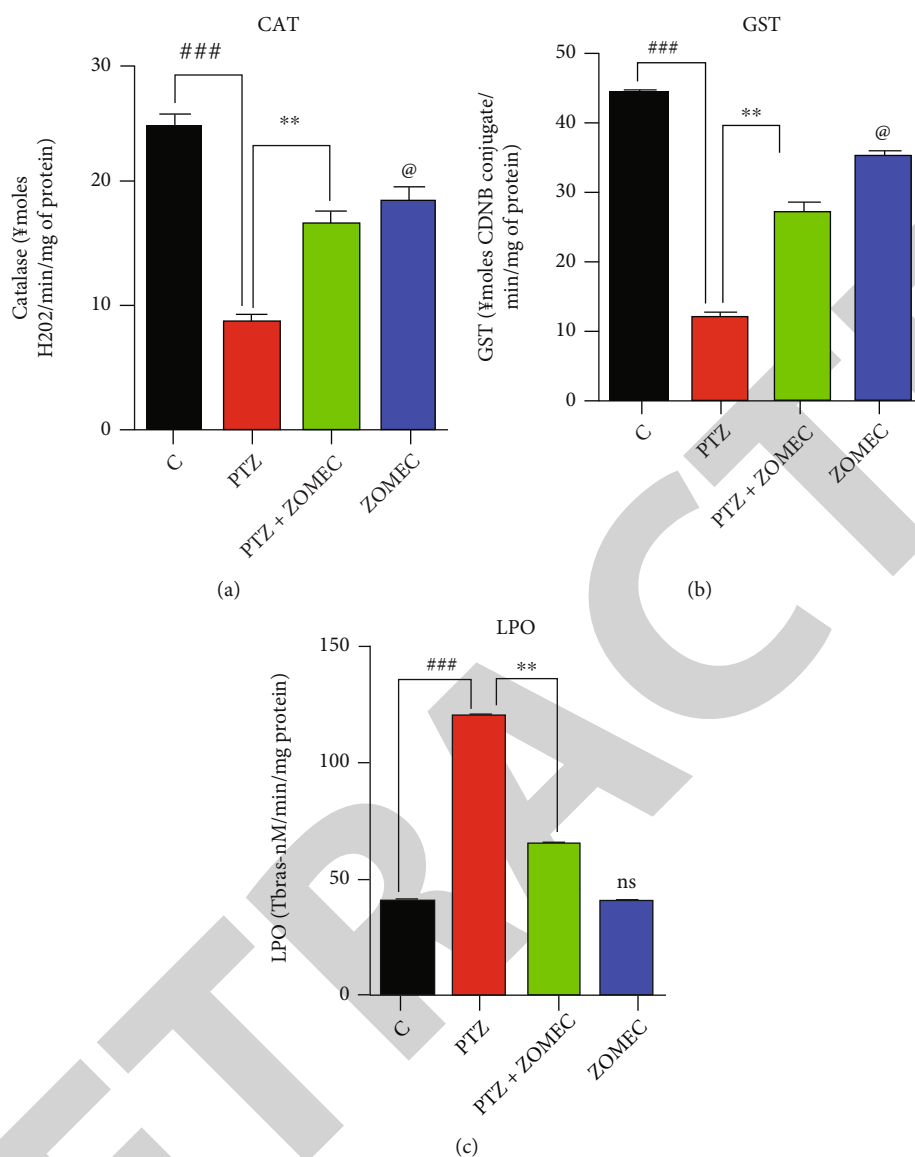 CAT
Catalase (¥moles
H202/min/mg of protein)
30
20
10
0
###
**
@
C
PTZ
PTZ + ZOMEC
ZOMEC
(a)
GST
GST (¥moles CDNB conjugate/
min/mg of protein)
50
40
30
20
10
0
###
**
@
C
PTZ
PTZ + ZOMEC
ZOMEC
(b)
LPO
LPO (Tbras-nM/min/mg protein)
150
100
50
0
###
**
ns
C
PTZ
PTZ + ZOMEC
ZOMEC
(c)